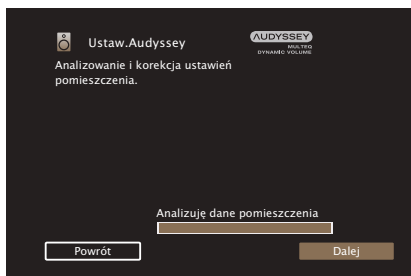 Ustaw.Audyssey
AUDYSSEY
MULTEQ
DYNAMIC VOLUME
Analizowanie i korekcja ustawień
pomieszczenia.
Analizuję dane pomieszczenia
Powrót
Dalej